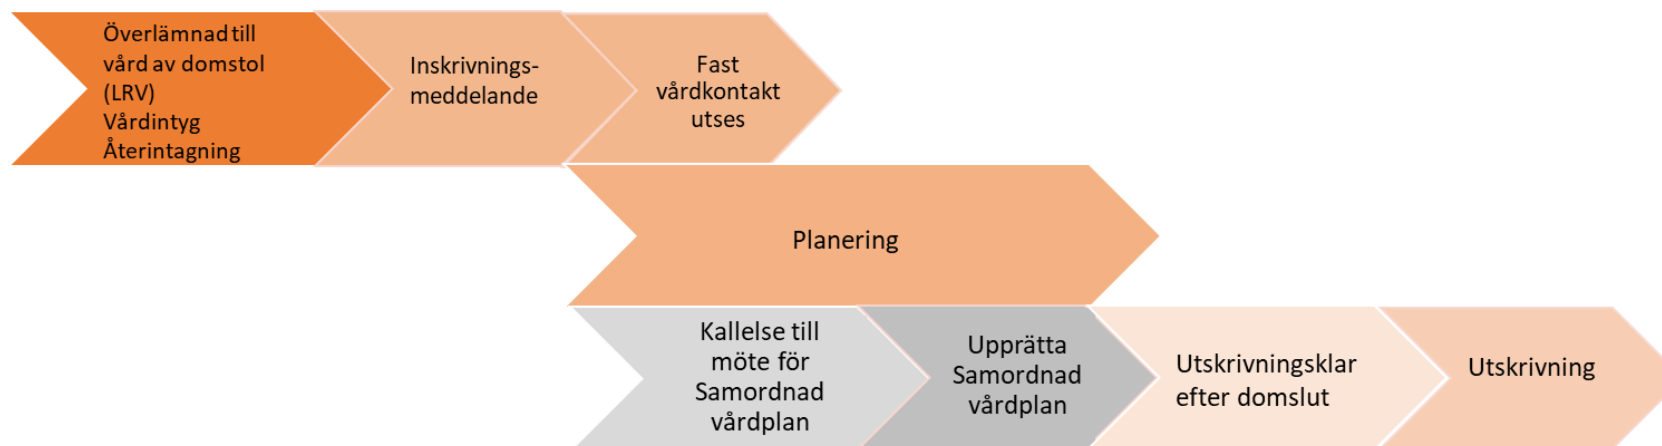 Överlämnad till
vård av domstol
(LRV)
Vårdintyg
Återintagning
Inskrivnings-
meddelande
Fast
vårdkontakt
utses
Planering
Kallelse till
möte för
Samordnad
vårdplan
Upprätta
Samordnad
vårdplan
Utskrivningsklar
efter domslut
Utskrivning